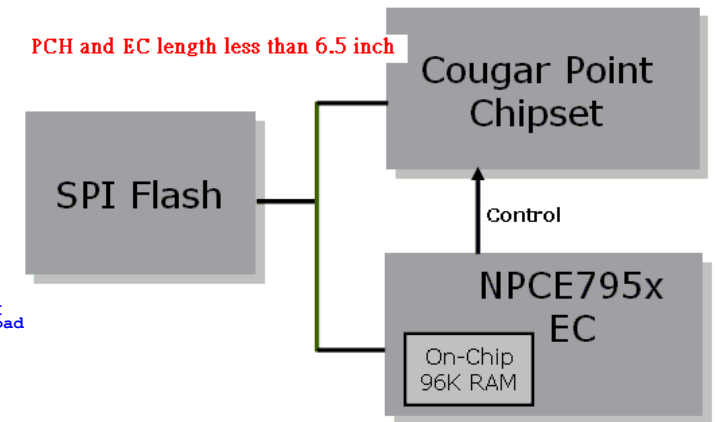 PCH and EC length less than 6.5 inch
Cougar Point
Chipset
SPI Flash
Control
NPCE795x
EC
On-Chip
96K RAM